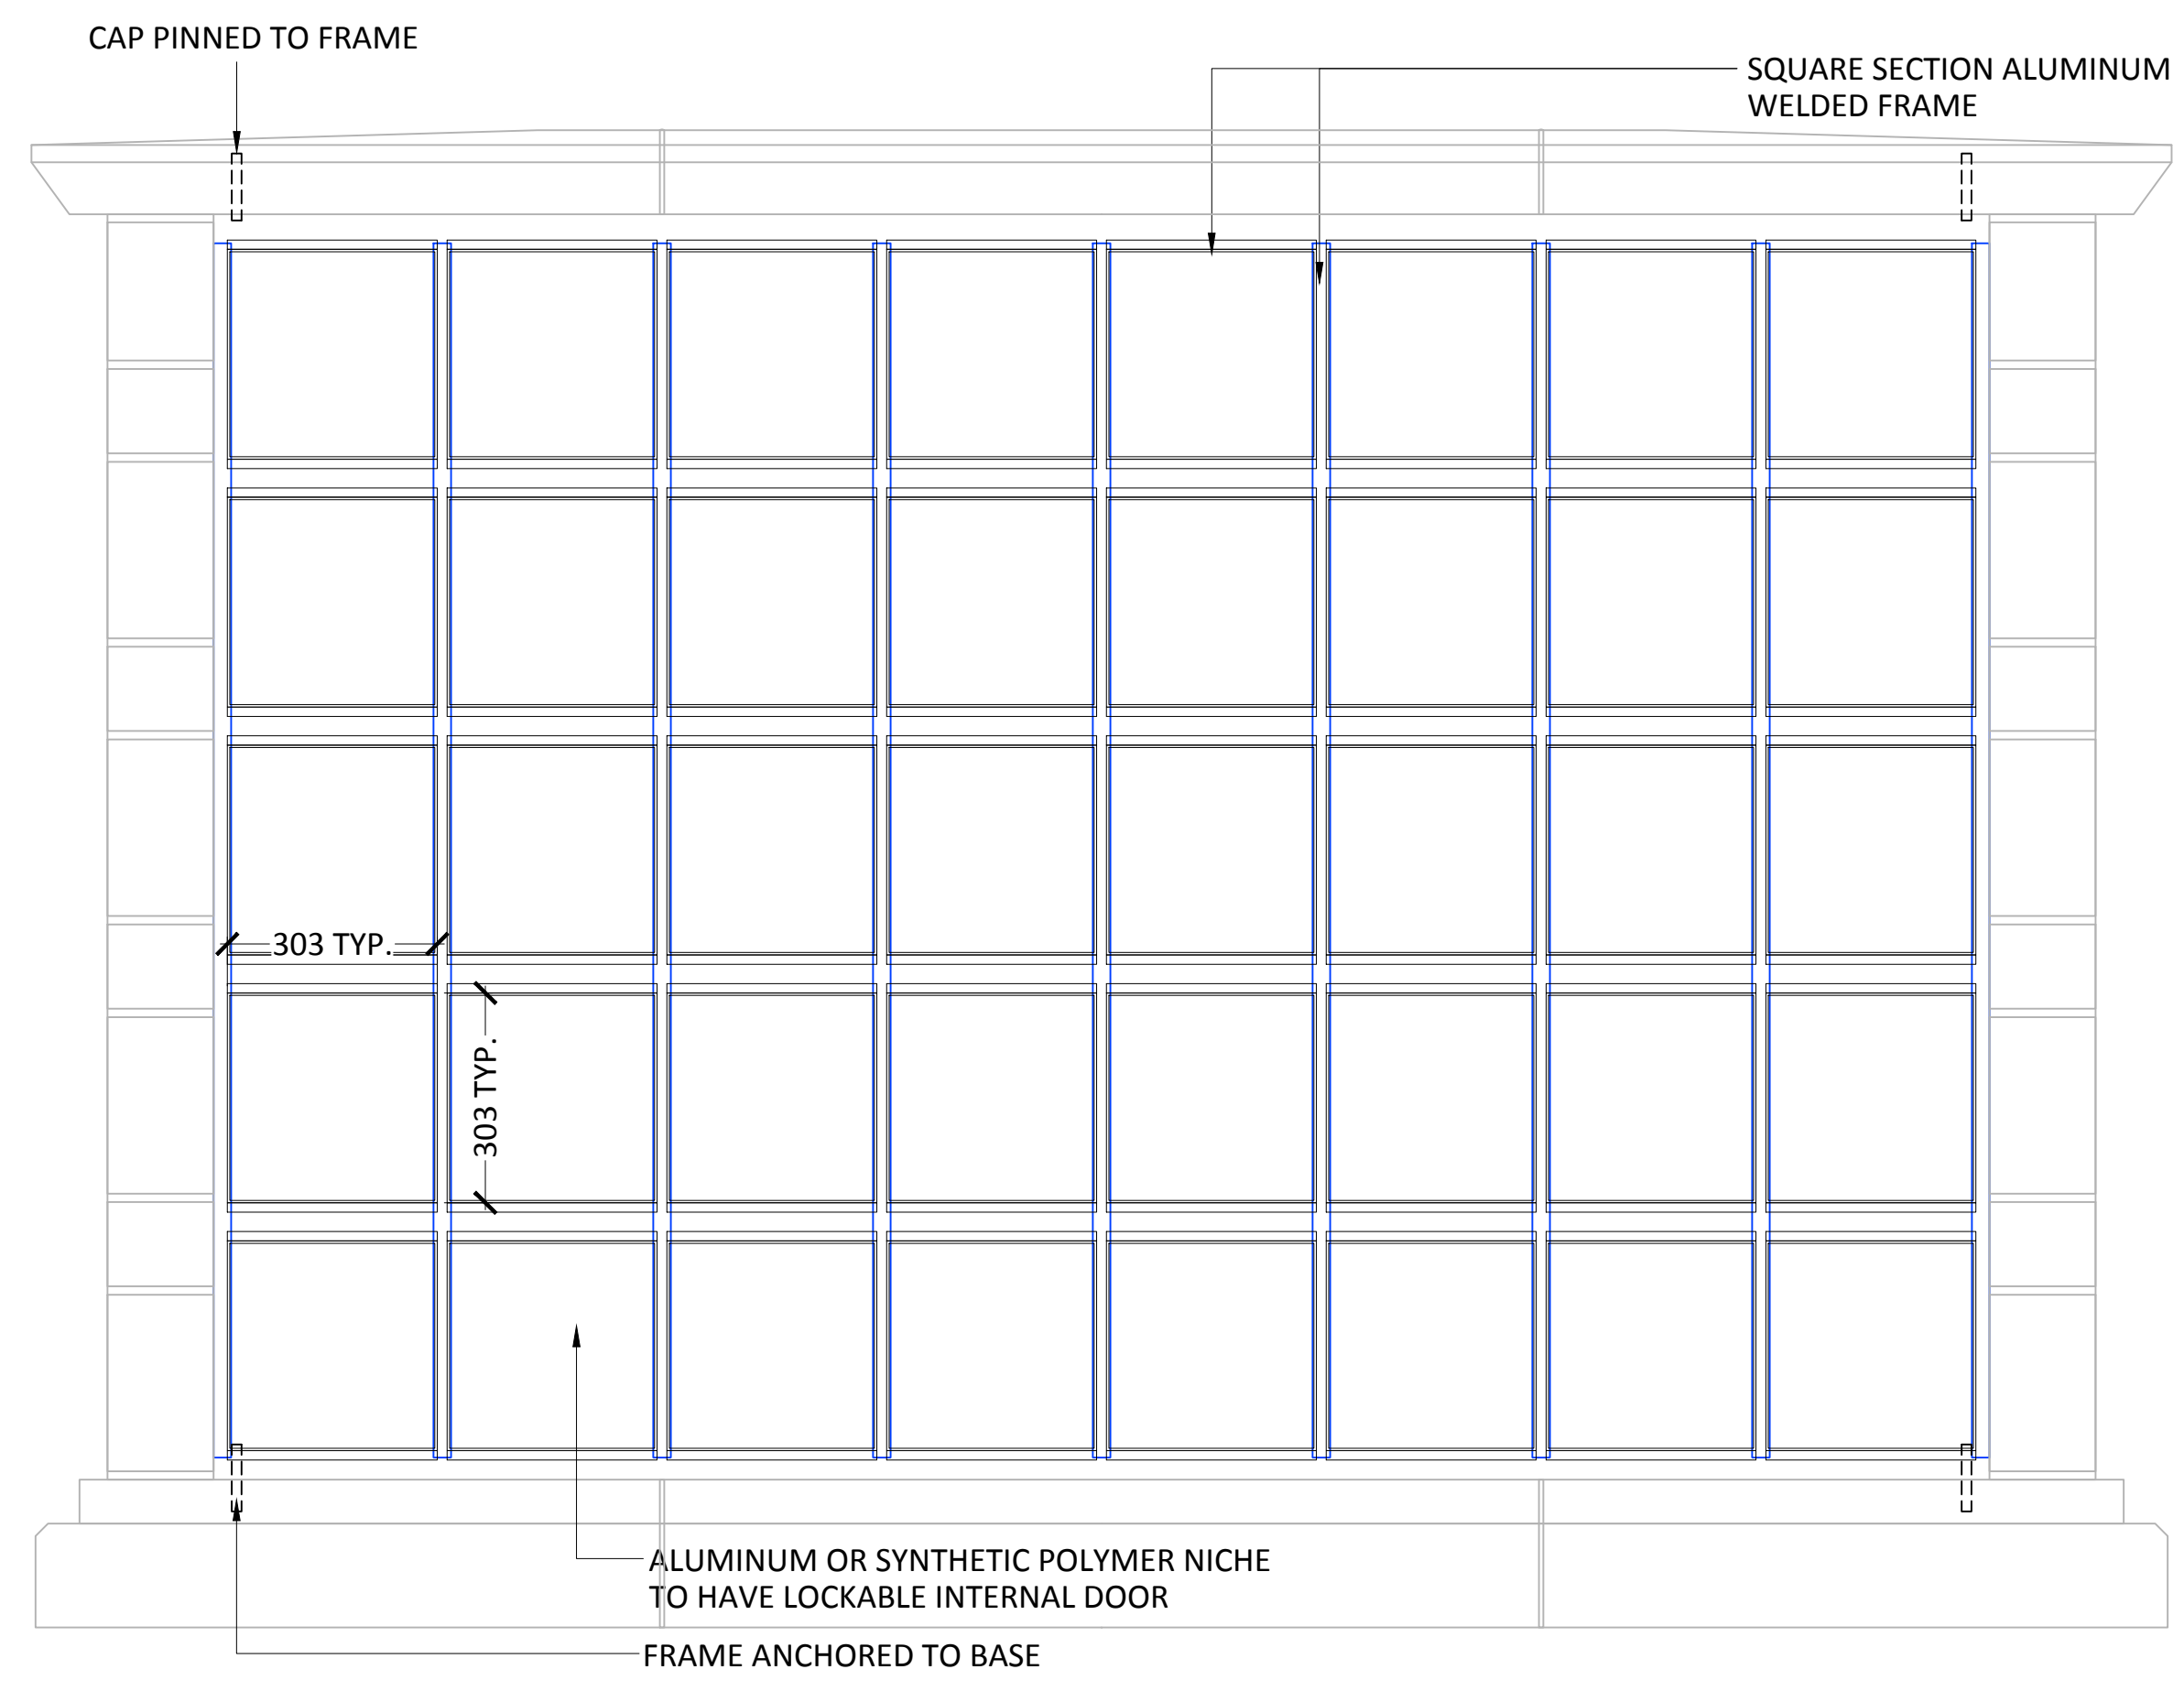 CAP PINNED TO FRAME
SQUARE SECTION ALUMINUM
WELDED FRAME
303 TYP.
303 TYP.
ALUMINUM OR SYNTHETIC POLYMER NICHE
TO HAVE LOCKABLE INTERNAL DOOR
FRAME ANCHORED TO BASE